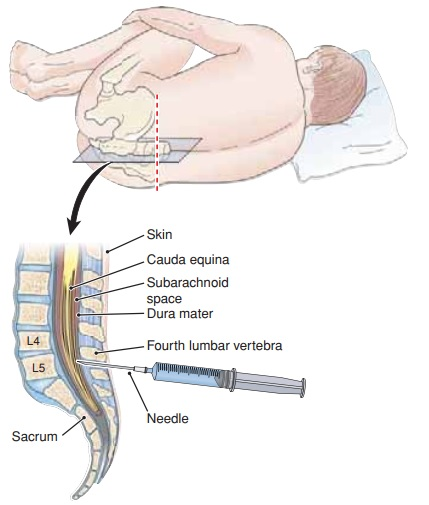 Skin
Cauda equina
Subarachnoid
space
Dura mater
L4
Fourth lumbar vertebra
L5
Needle
Sacrum